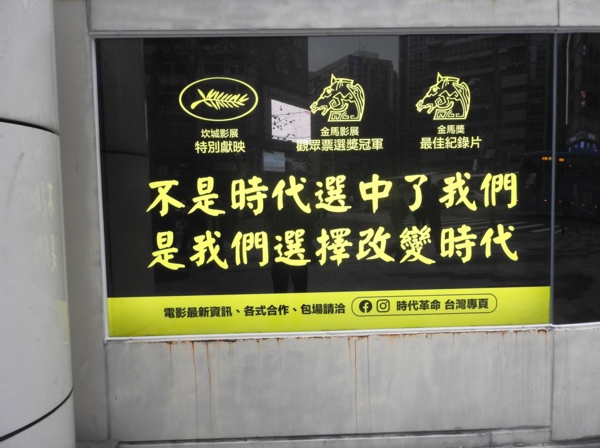 坎城影展
特別獻映
金馬影展
觀眾票選獎冠軍
金馬獎
最佳紀錄片
不是時代選中了我們
是我們選擇改變時代
電影最新資訊、各式合作、包場請洽 時代革命 台灣專頁